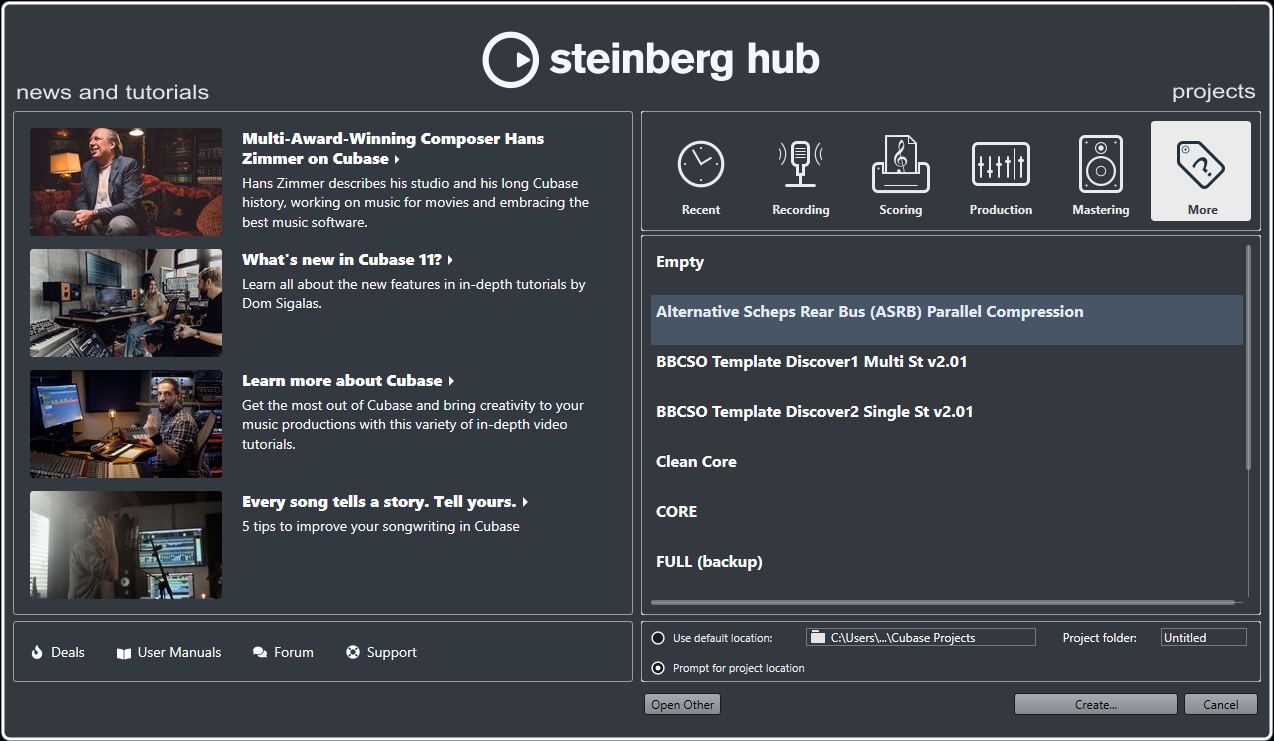 steinberg hub
news and tutorials
projects
Multi-Award-Winning Composer Hans
Zimmer on Cubase
Hans Zimmer describes his studio and his long Cubase
history, working on music for movies and embracing the
best music software.
What's new in Cubase 11?
Learn all about the new features in in-depth tutorials by
Dom Sigalas.
Learn more about Cubase
Get the most out of Cubase and bring creativity to your
music productions with this variety of in-depth video
tutorials.
Every song tells a story. Tell yours.
5 tips to improve your songwriting in Cubase
Deals
User Manuals
Forum
Support
Recent
Recording
Scoring
Production
Mastering
More
Empty
Alternative Scheps Rear Bus (ASRB) Parallel Compression
BBCSO Template Discover1 Multi St v2.01
BBCSO Template Discover2 Single St v2.01
Clean Core
CORE
FULL (backup)
Use default location:
C:\Users\...\Cubase Projects
Project folder:
Untitled
Prompt for project location
Open Other
Create...
Cancel